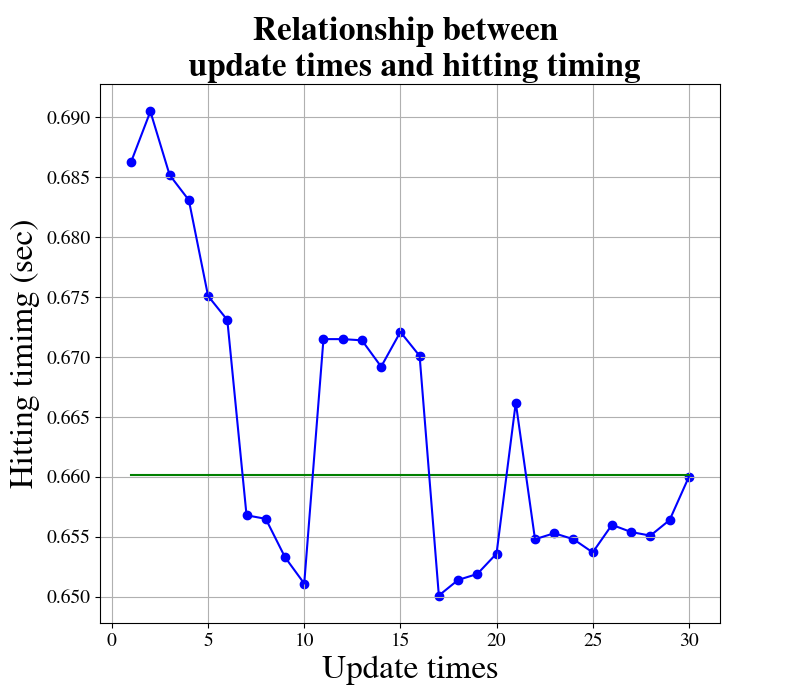 Relationship between
update times and hitting timing
0.690
0.685
0.680
0.675
0.670
0.665
0.660
0.655
0.650
Hitting timimg (sec)
0 5 10 15 20 25 30
Update times